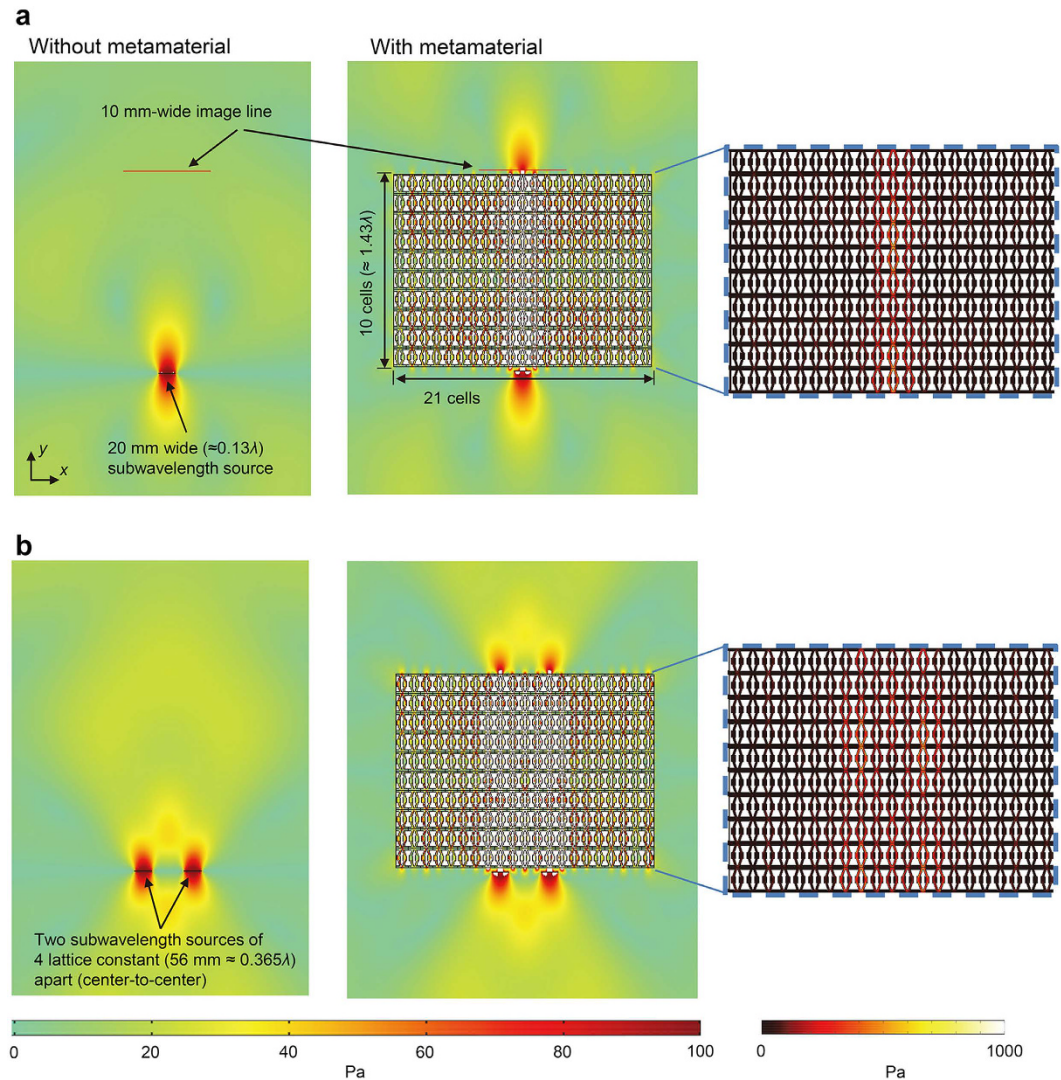 a
Without metamaterial
With metamaterial
10 mm-wide image line
10 cells (≈ 1.43λ)
21 cells
20 mm wide (≈0.13λ)
subwavelength source
y
x
b
Two subwavelength sources of
4 lattice constant (56 mm ≈ 0.365λ)
apart (center-to-center)
0 20 40 60 80 100
Pa
0 1000
Pa